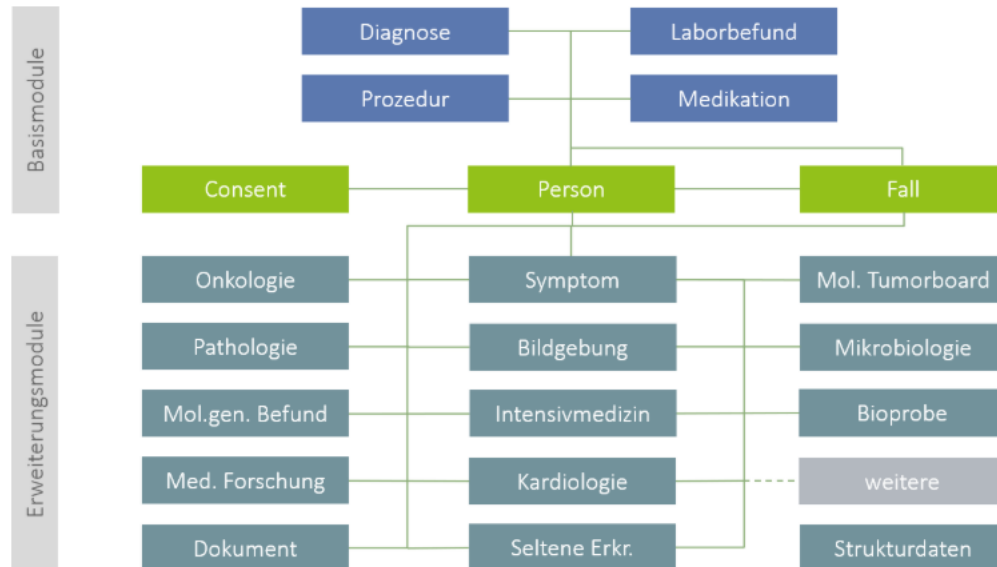 Basismodule
Diagnose
Laborbefund
Prozedur
Medikation
Consent
Person
Fall
Erweiterungsmodule
Onkologie
Symptom
Mol. Tumorboard
Pathologie
Bildgebung
Mikrobiologie
Mol.gen. Befund
Intensivmedizin
Bioprobe
Med. Forschung
Kardiologie
weitere
Dokument
Seltene Erkr.
Strukturdaten